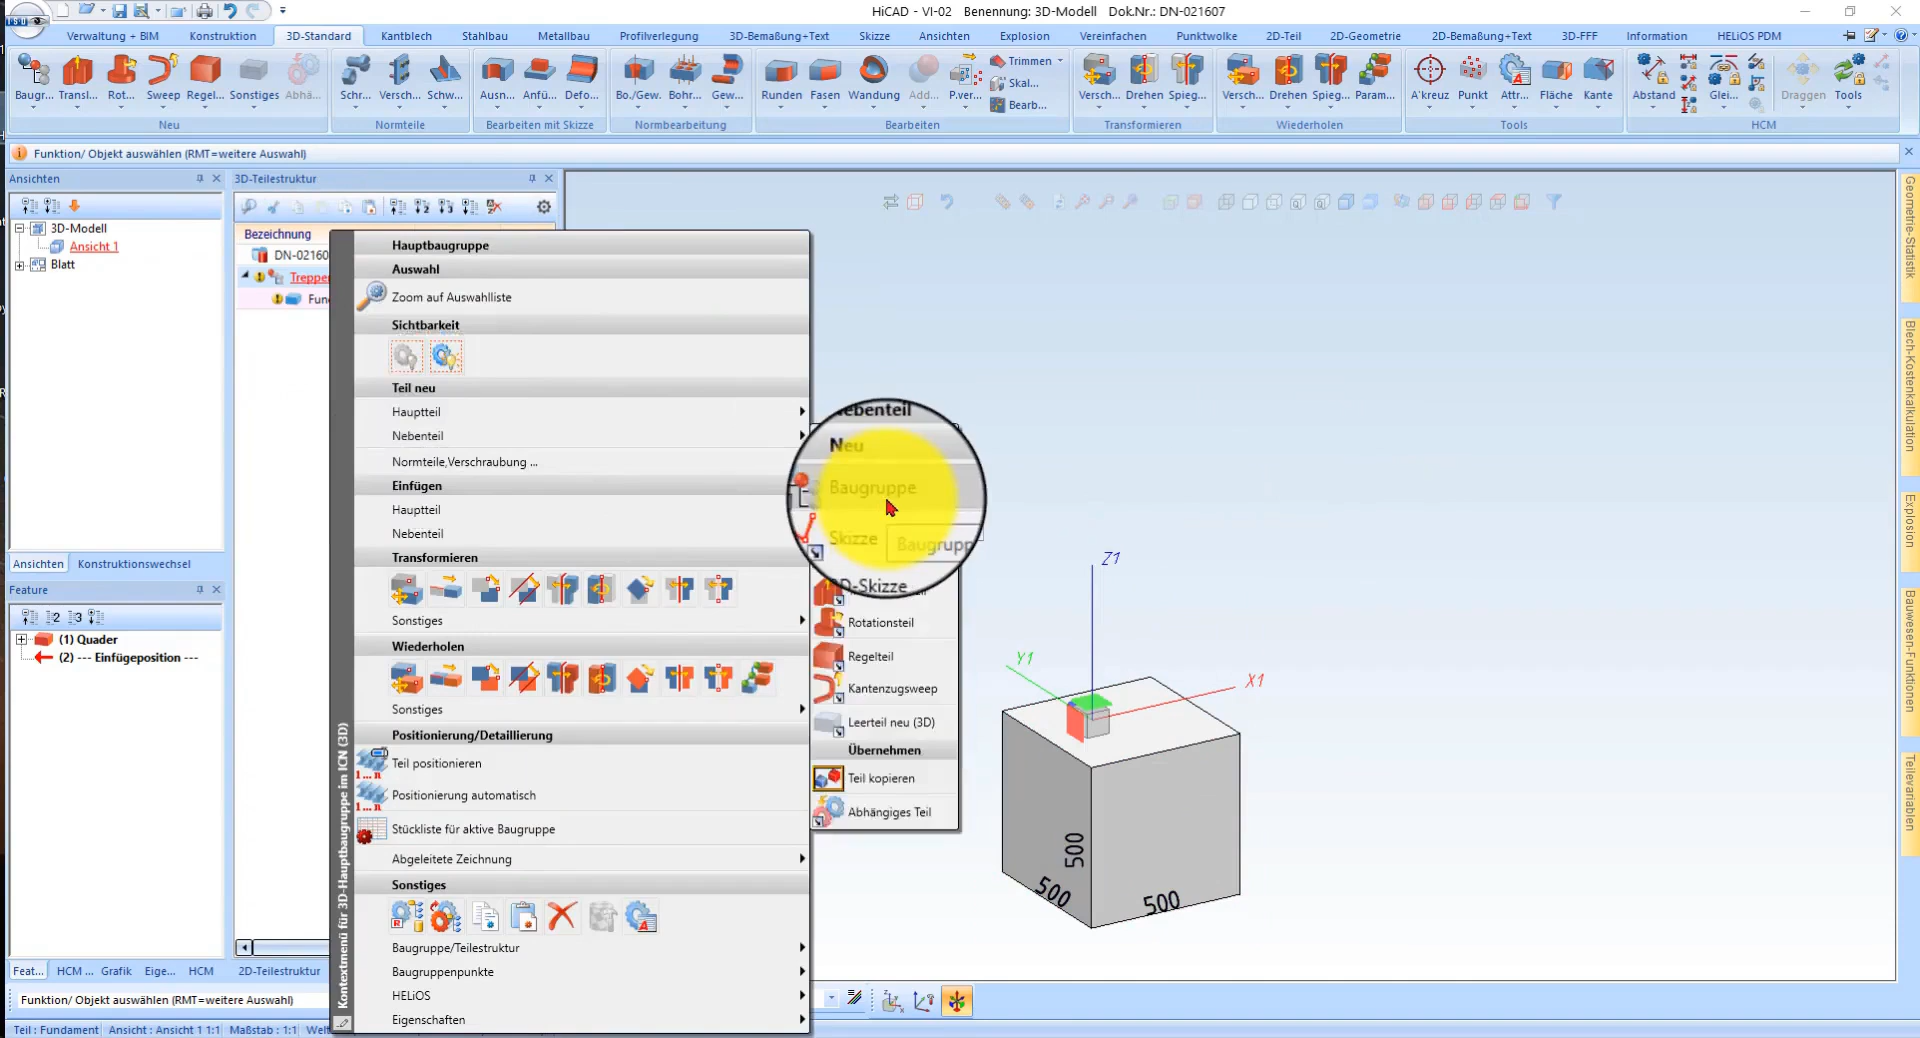 HiCAD - VI-02   Benennung: 3D-Modell   Dok.Nr.: DN-021607
Verwaltung + BIM   Konstruktion   3D-Standard   Kantblech   Stahlbau   Metallbau   Profilverlegung   3D-Bemaßung+Text   Skizze   Ansichten   Explosion   Vereinfachen   Punktwolke   2D-Teil   2D-Geometrie   2D-Bemaßung+Text   3D-FFF   Information   HELiOS PDM
Baugr...   Transl...   Rot...   Sweep   Regel...   Sonstiges   Abhä...   Schr...   Versch...   Schw...   Ausn...   Anfü...   Defo...   Bo./Gew.   Bohr...   Gew...   Runden   Fasen   Wandung   Add...   P.ver...   Versch...   Drehen   Spieg...   Versch...   Drehen   Spieg...   Param...   A'kreuz   Punkt   Attr...   Fläche   Kante   Abstand   Glei...   Draggen   Tools
Trimmen
Skal...
Bearb...
Neu   Normteile   Bearbeiten mit Skizze   Normbearbeitung   Bearbeiten   Transformieren   Wiederholen   Tools   HCM
Funktion/ Objekt auswählen (RMT=weitere Auswahl)
Ansichten
3D-Modell
Ansicht 1
Blatt
Ansichten   Konstruktionswechsel
Feature
(1) Quader
(2) --- Einfügeposition ---
Feat...   HCM ...   Grafik   Eige...   HCM
3D-Teilestruktur
Bezeichnung
DN-02160
Treppen
Fun
2D-Teilestruktur
Kontextmenü für 3D-Hauptbaugruppe im ICN (3D)
Hauptbaugruppe
Auswahl
Zoom auf Auswahlliste
Sichtbarkeit
Teil neu
Hauptteil
Nebenteil
Normteile,Verschraubung ...
Einfügen
Hauptteil
Nebenteil
Transformieren
Sonstiges
Wiederholen
Sonstiges
Positionierung/Detaillierung
Teil positionieren
Positionierung automatisch
Stückliste für aktive Baugruppe
Abgeleitete Zeichnung
Sonstiges
Baugruppe/Teilestruktur
Baugruppenpunkte
HELiOS
Eigenschaften
Nebenteil
Neu
Baugruppe
Skizze
Baugrupp
3D-Skizze
Rotationsteil
Regelteil
Kantenzugsweep
Leerteil neu (3D)
Übernehmen
Teil kopieren
Abhängiges Teil
Z1
Y1
X1
500
500
500
Geometrie-Statistik
Blech-Kostenkalkulation
Explosion
Bauwesen-Funktionen
Teilevariablen
Funktion/ Objekt auswählen (RMT=weitere Auswahl)
Teil : Fundament   Ansicht : Ansicht 1 1:1   Maßstab : 1:1   Welt